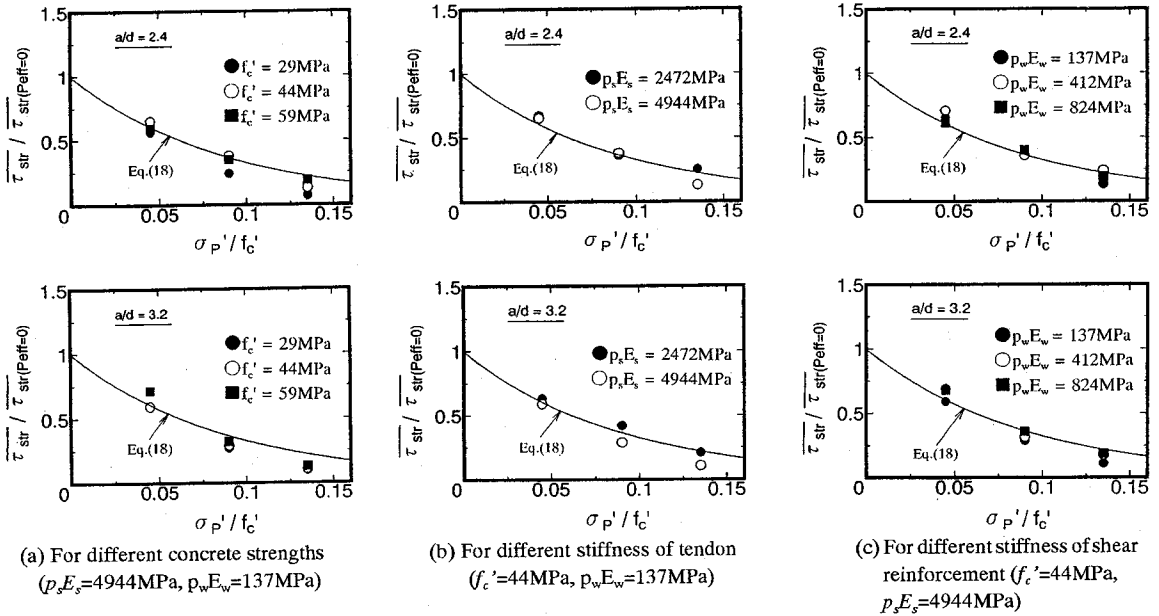 1.5
a/d = 2.4
f_c' = 29MPa
f_c' = 44MPa
f_c' = 59MPa
1
0.5
Eq.(18)
0
0.05
0.1
0.15
τ_str / τ_str(Peff=0)
σ_P' / f_c'
1.5
a/d = 2.4
p_sE_s = 2472MPa
p_sE_s = 4944MPa
1
0.5
Eq.(18)
0
0.05
0.1
0.15
τ_str / τ_str(Peff=0)
σ_P' / f_c'
1.5
a/d = 2.4
p_wE_w = 137MPa
p_wE_w = 412MPa
p_wE_w = 824MPa
1
0.5
Eq.(18)
0
0.05
0.1
0.15
τ_str / τ_str(Peff=0)
σ_P' / f_c'
1.5
a/d = 3.2
f_c' = 29MPa
f_c' = 44MPa
f_c' = 59MPa
1
0.5
Eq.(18)
0
0.05
0.1
0.15
τ_str / τ_str(Peff=0)
σ_P' / f_c'
(a) For different concrete strengths
(p_sE_s=4944MPa, p_wE_w=137MPa)
1.5
a/d = 3.2
p_sE_s = 2472MPa
p_sE_s = 4944MPa
1
0.5
Eq.(18)
0
0.05
0.1
0.15
τ_str / τ_str(Peff=0)
σ_P' / f_c'
(b) For different stiffness of tendon
(f_c'=44MPa, p_wE_w=137MPa)
1.5
a/d = 3.2
p_wE_w = 137MPa
p_wE_w = 412MPa
p_wE_w = 824MPa
1
0.5
Eq.(18)
0
0.05
0.1
0.15
τ_str / τ_str(Peff=0)
σ_P' / f_c'
(c) For different stiffness of shear
reinforcement (f_c'=44MPa,
p_sE_s=4944MPa)